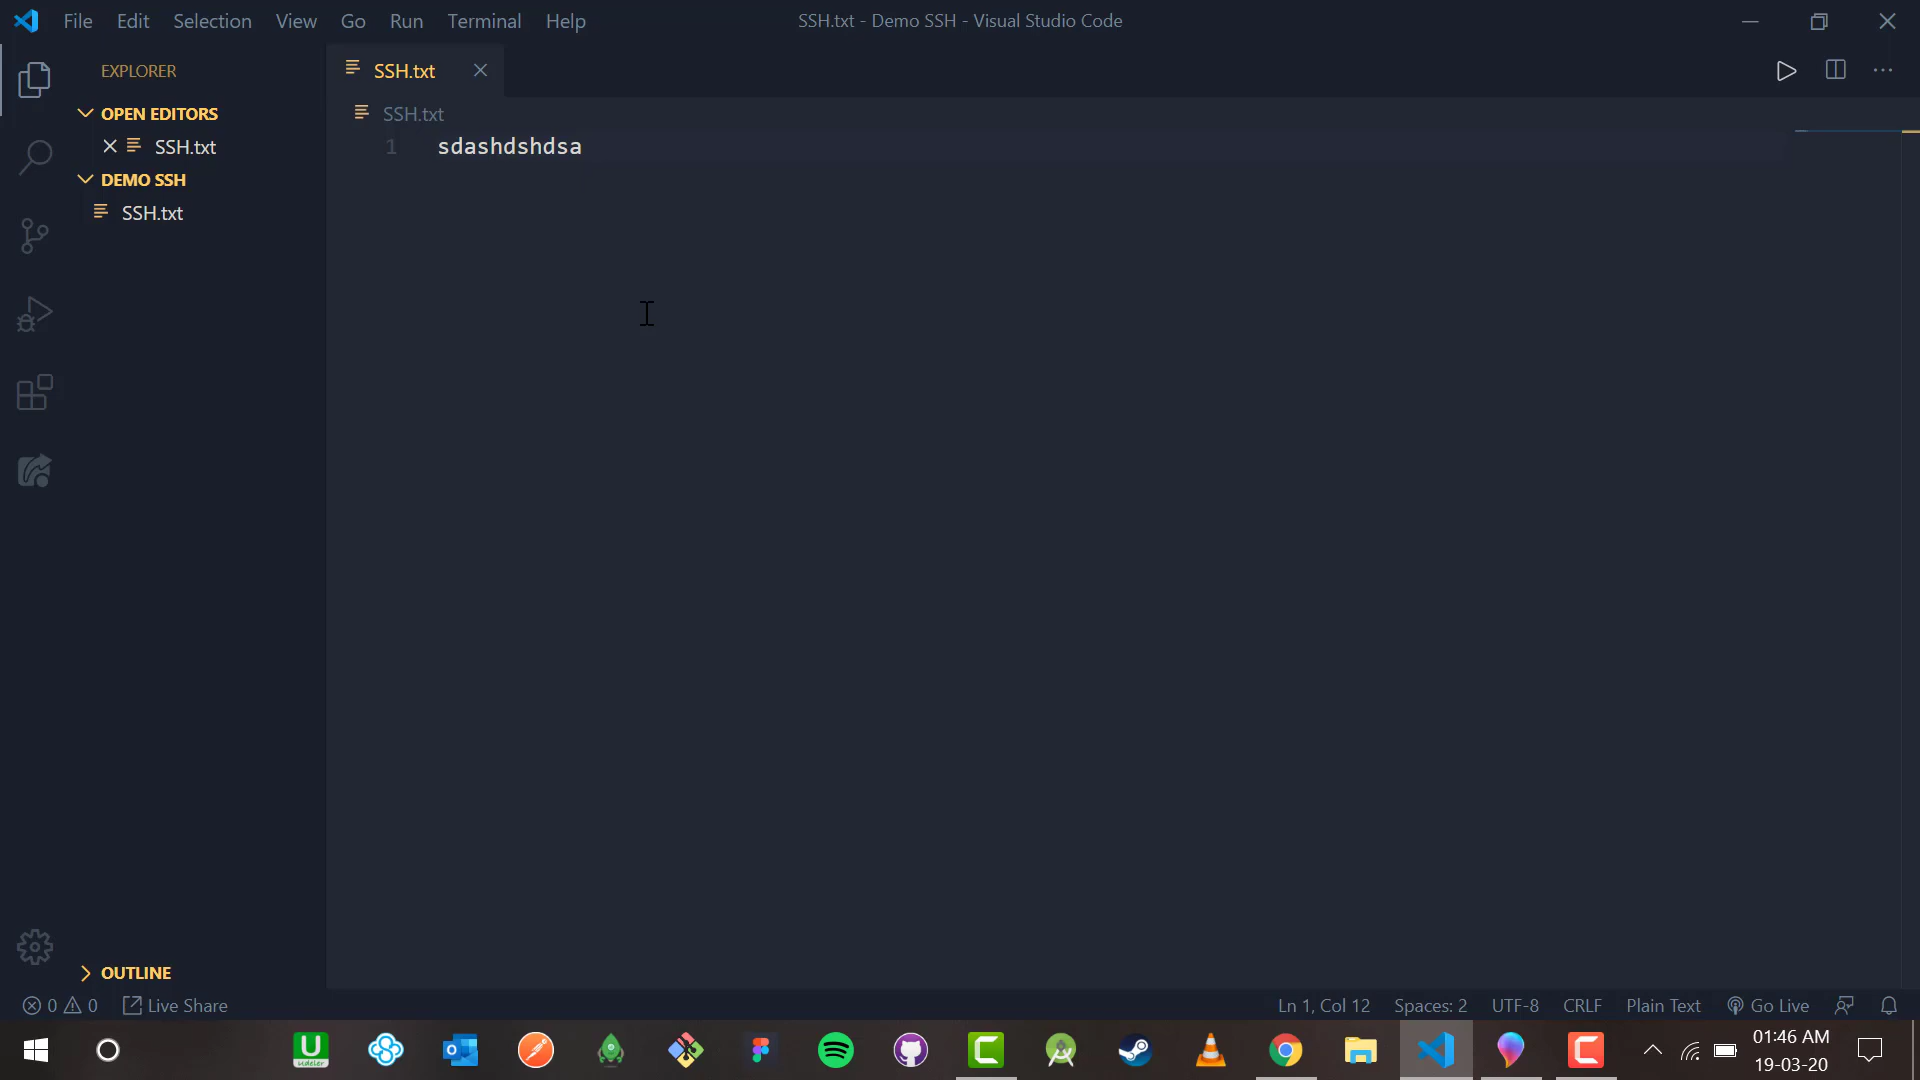 File Edit Selection View Go Run Terminal Help
SSH.txt - Demo SSH - Visual Studio Code
EXPLORER
SSH.txt
OPEN EDITORS
SSH.txt
SSH.txt
1 sdashdshdsa
DEMO SSH
SSH.txt
OUTLINE
0 0 Live Share
Ln 1, Col 12 Spaces: 2 UTF-8 CRLF Plain Text Go Live
U
Udeler
01:46 AM
19-03-20